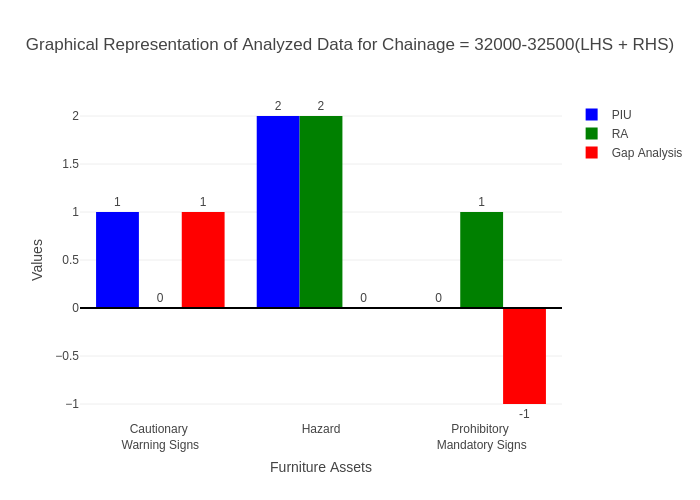 Graphical Representation of Analyzed Data for Chainage = 32000-32500(LHS + RHS)
PIU
RA
Gap Analysis
Values
2
1.5
1
0.5
0
−0.5
−1
1
0
1
2
2
0
0
1
-1
Cautionary
Warning Signs
Hazard
Prohibitory
Mandatory Signs
Furniture Assets